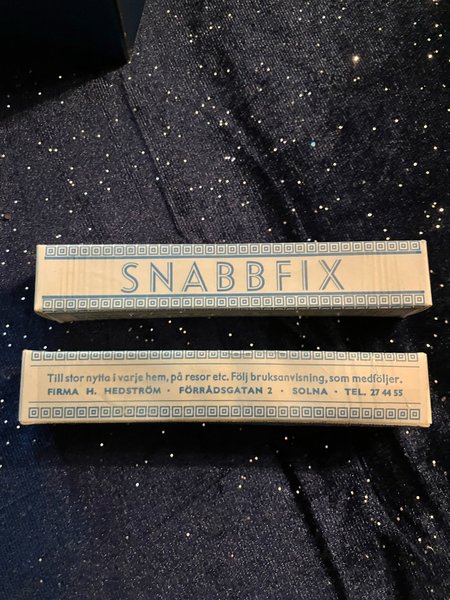 SNABBFIX
Till stor nytta i varje hem, på resor etc. Följ bruksanvisning, som medföljer.
FIRMA H. HEDSTRÖM · FÖRRÅDSGATAN 2 · SOLNA · TEL. 27 44 55